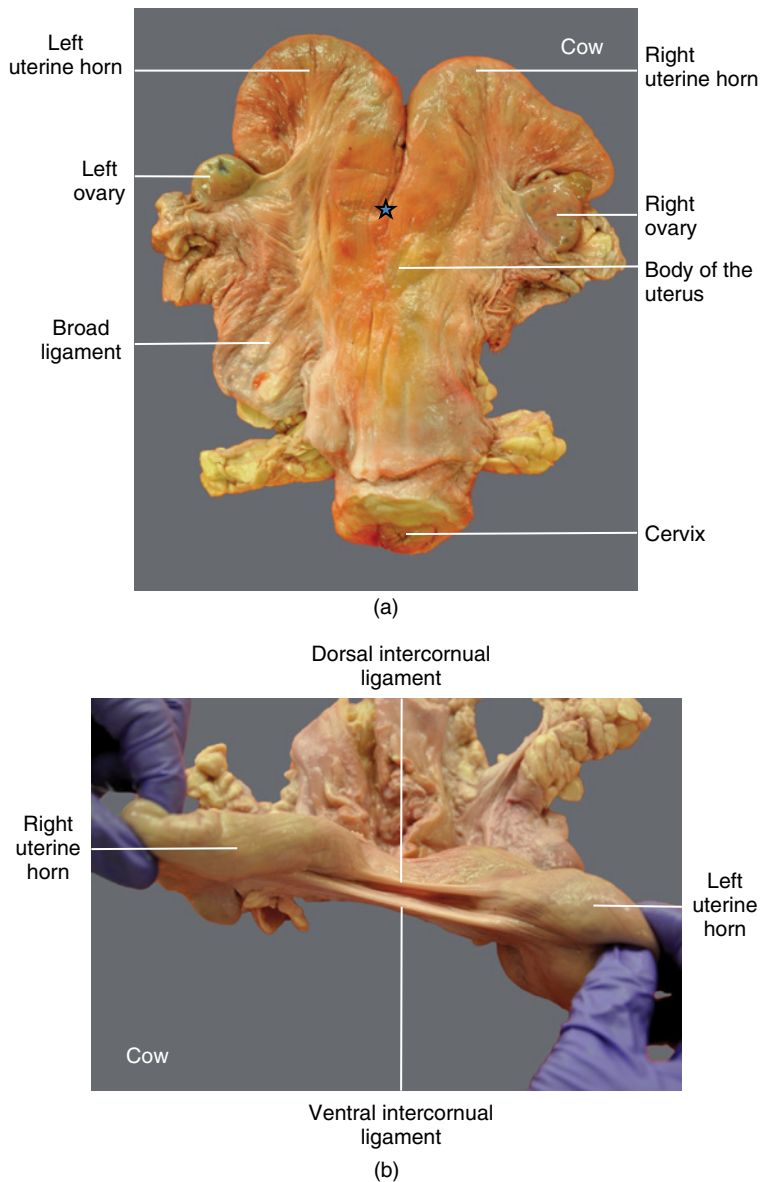 Left
uterine horn
Cow
Right
uterine horn
Left
ovary
Right
ovary
Body of the
uterus
Broad
ligament
Cervix
(a)
Dorsal intercornual
ligament
Right
uterine
horn
Left
uterine
horn
Cow
Ventral intercornual
ligament
(b)